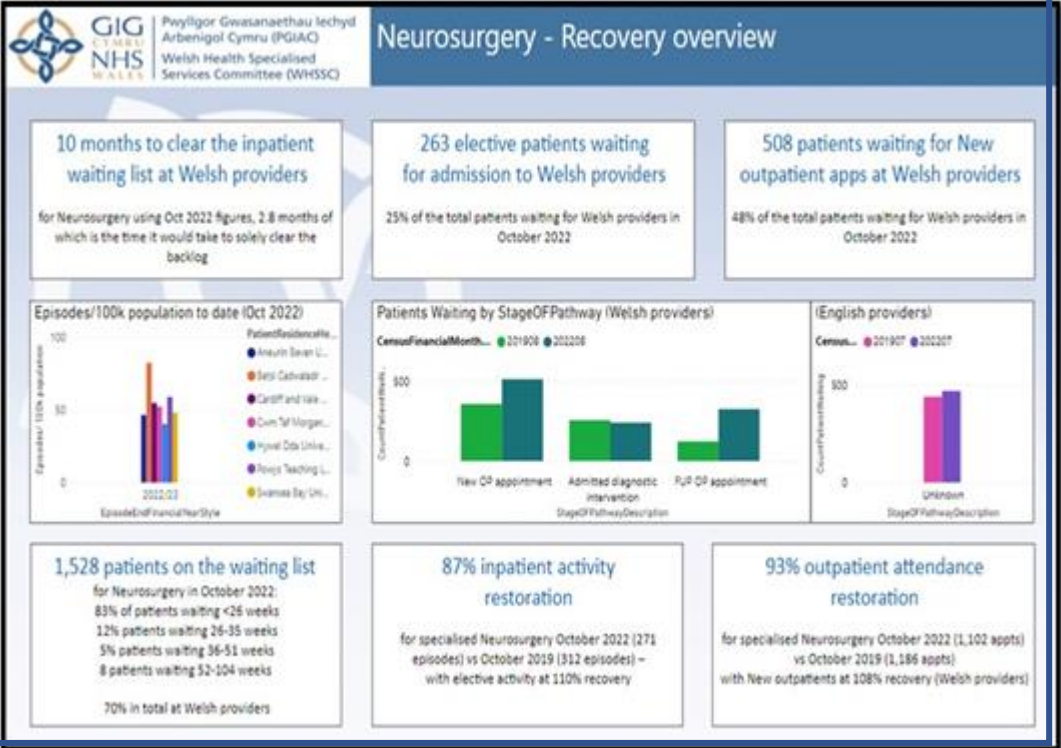 GIG
CYMRU
NHS
WALES
Pwyllgor Gwasanaethau Iechyd
Arbenigol Cymru (PGIAC)
Welsh Health Specialised
Services Committee (WHSSC)
Neurosurgery - Recovery overview
10 months to clear the inpatient
waiting list at Welsh providers
for Neurosurgery using Oct 2022 figures, 2.8 months of
which is the time it would take to solely clear the
backlog
263 elective patients waiting
for admission to Welsh providers
25% of the total patients waiting for Welsh providers in
October 2022
508 patients waiting for New
outpatient apps at Welsh providers
48% of the total patients waiting for Welsh providers in
October 2022
Episodes/100k population to date (Oct 2022)
100
50
0
Episodes/ 100k population
2022/23
EpisodeEndFinancialYearStyle
PatientResidenceHe...
Aneurin Bevan U...
Betsi Cadwaladr ...
Cardiff and Vale ...
Cwm Taf Morgan...
Hywel Dda Unive...
Powys Teaching L...
Swansea Bay Uni...
Patients Waiting by StageOFPathway (Welsh providers)
CensusFinancialMonth...
500
0
New OP appointment
Admitted diagnostic
intervention
FUP OP appointment
StageOFPathwayDescription
(English providers)
Census... 201907 202207
500
0
CountPatientWaiting
Unknown
StageOFPathwayDescription
1,528 patients on the waiting list
for Neurosurgery in October 2022:
83% of patients waiting <26 weeks
12% patients waiting 26-35 weeks
5% patients waiting 36-51 weeks
8 patients waiting 52-104 weeks
70% in total at Welsh providers
87% inpatient activity
restoration
for specialised Neurosurgery October 2022 (271
episodes) vs October 2019 (312 episodes) –
with elective activity at 110% recovery
93% outpatient attendance
restoration
for specialised Neurosurgery October 2022 (1,102 appts)
vs October 2019 (1,186 appts)
with New outpatients at 108% recovery (Welsh providers)